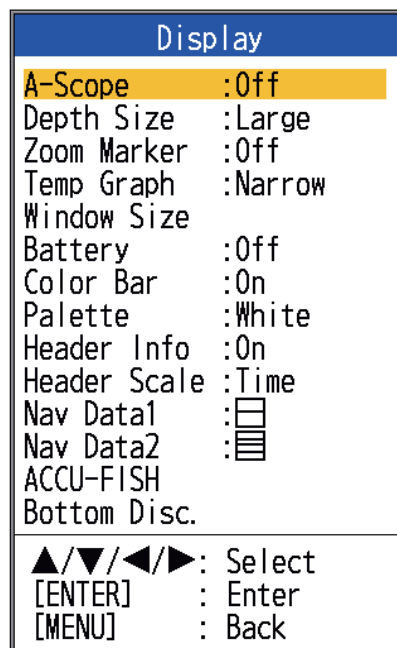 Display
A-Scope :Off
Depth Size :Large
Zoom Marker :Off
Temp Graph :Narrow
Window Size
Battery :Off
Color Bar :On
Palette :White
Header Info :On
Header Scale :Time
Nav Data1 :
Nav Data2 :
ACCU-FISH
Bottom Disc.
▲/▼/◀/▶: Select
[ENTER] : Enter
[MENU] : Back